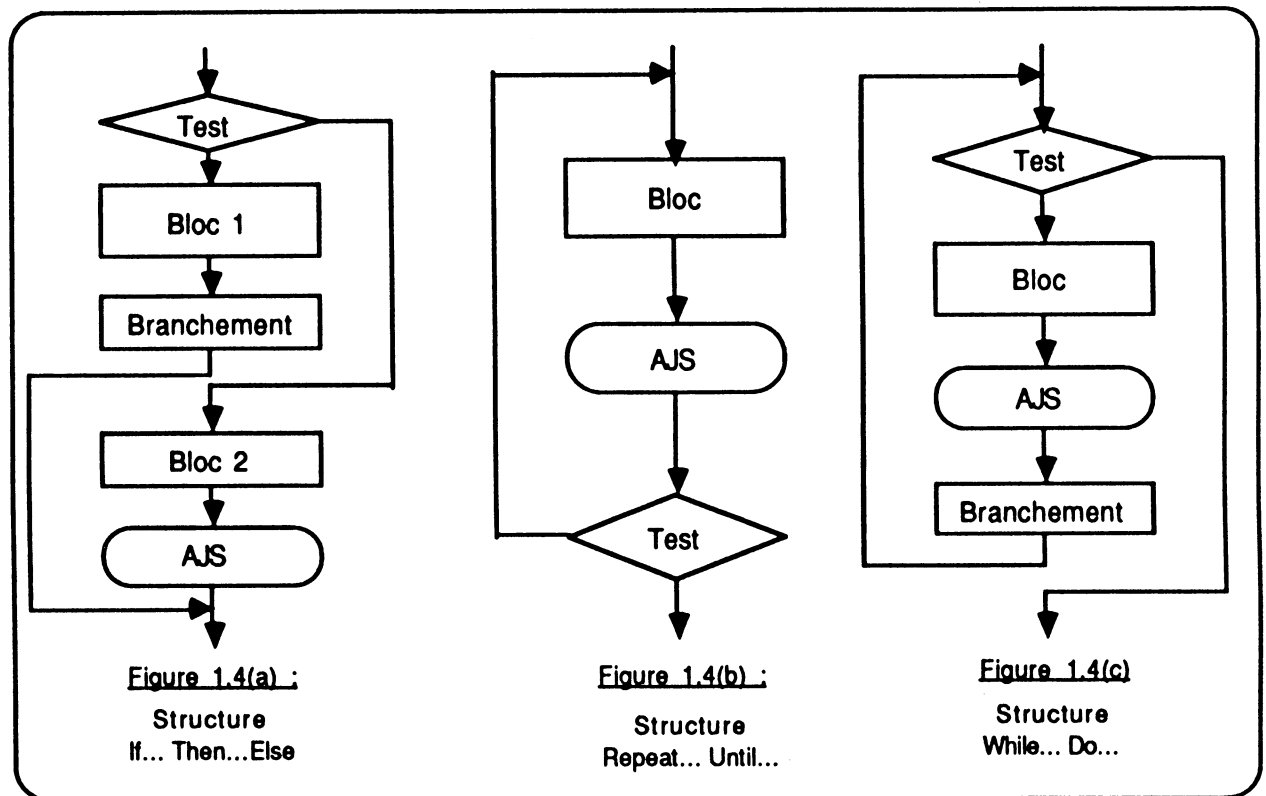 Test
Bloc 1
Branchement
Bloc 2
AJS
Figure 1.4(a) :
Structure
If... Then...Else
Bloc
AJS
Test
Figure 1.4(b) :
Structure
Repeat... Until...
Test
Bloc
AJS
Branchement
Figure 1.4(c)
Structure
While... Do...